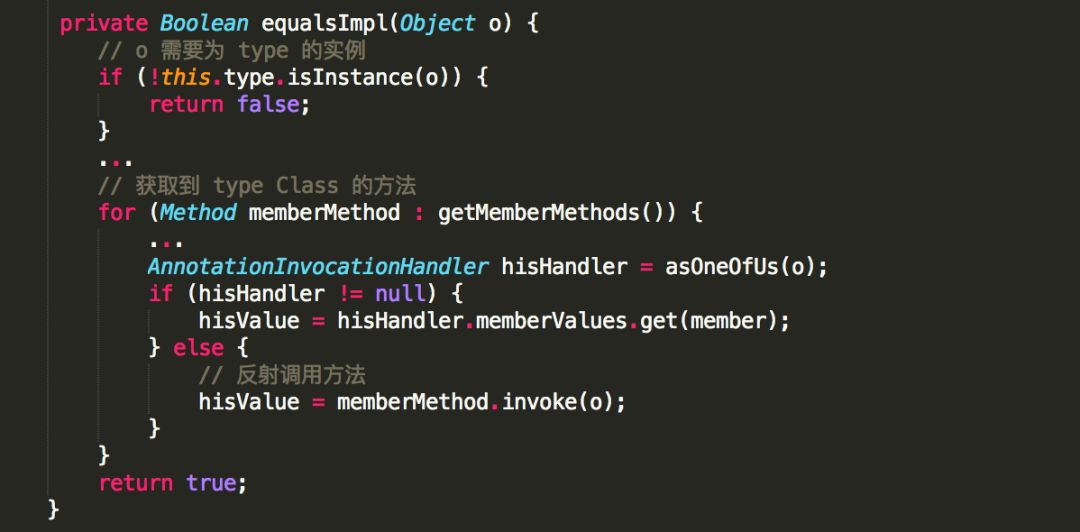 private Boolean equalsImpl(Object o) {
// o 需要为 type 的实例
if (!this.type.isInstance(o)) {
return false;
}
...
// 获取到 type Class 的方法
for (Method memberMethod : getMemberMethods()) {
...
AnnotationInvocationHandler hisHandler = asOneOfUs(o);
if (hisHandler != null) {
hisValue = hisHandler.memberValues.get(member);
} else {
// 反射调用方法
hisValue = memberMethod.invoke(o);
}
}
return true;
}